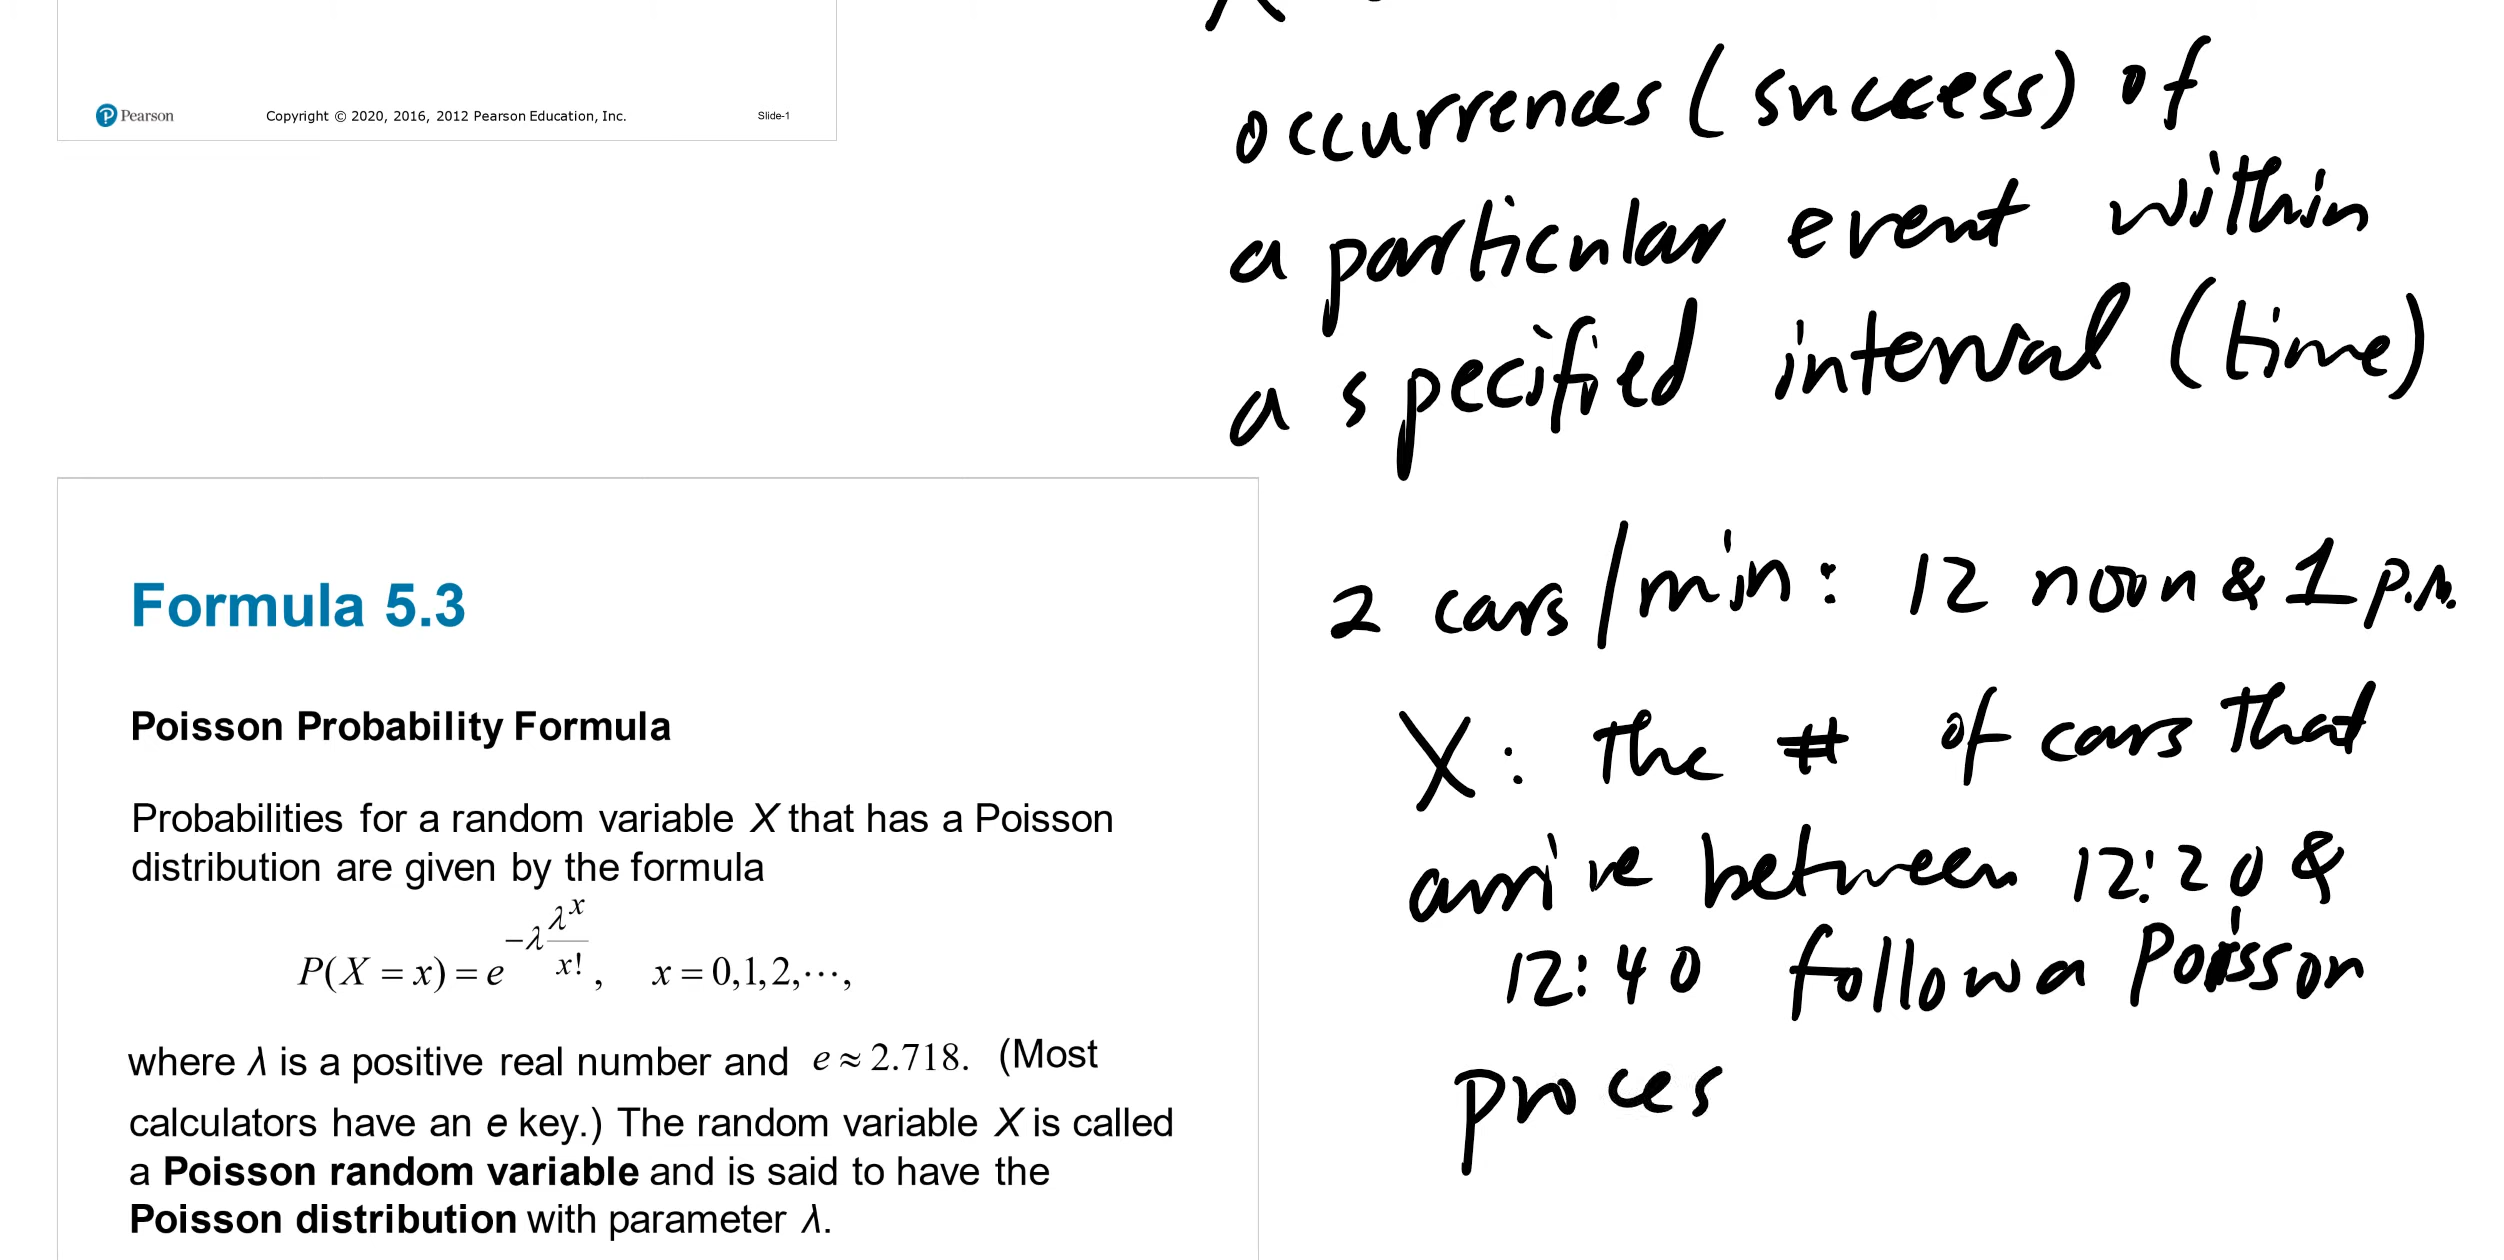 Pearson
Copyright © 2020, 2016, 2012 Pearson Education, Inc.
Slide-1
X
occurrences (success) of
a particular event within
a specified interval (time)
Formula 5.3
Poisson Probability Formula
Probabilities for a random variable X that has a Poisson
distribution are given by the formula
P(X = x) = e^{-λ λ^x/x!}, x = 0,1,2,⋯,
where λ is a positive real number and e ≈ 2.718. (Most
calculators have an e key.) The random variable X is called
a Poisson random variable and is said to have the
Poisson distribution with parameter λ.
2 cars/min: 12 noon & 1 p.m.
X: the # of cars that
arrive between 12:20 &
12:40 follow a Poisson
proces